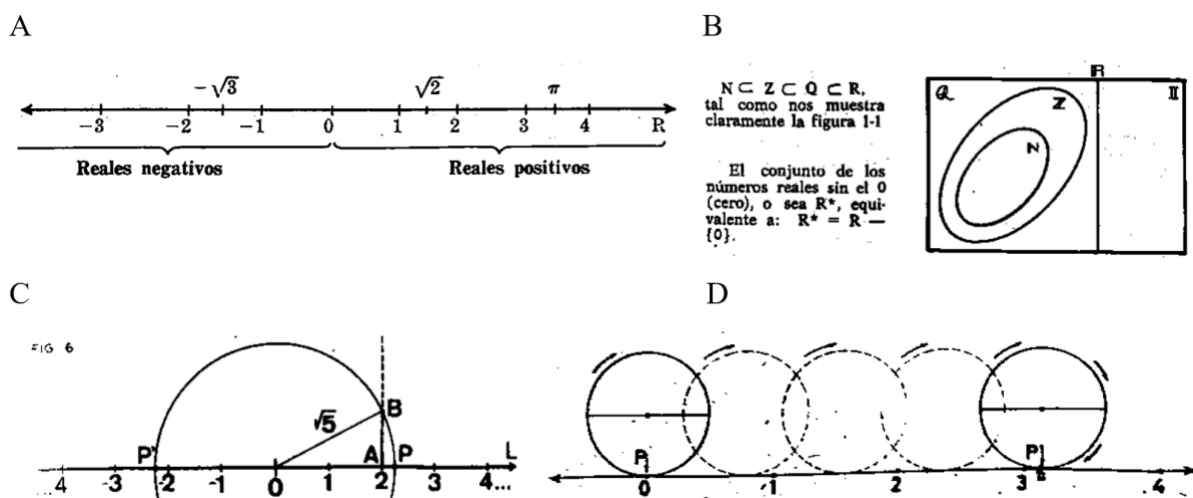 A
B
-√3 √2 π
-3 -2 -1 0 1 2 3 4 R
Reales negativos Reales positivos
N ⊂ Z ⊂ Q ⊂ R,
tal como nos muestra
claramente la figura 1-1
El conjunto de los
números reales sin el 0
(cero), o sea R*, equi-
valente a: R* = R —
{0}.
R
Q Z II
N
C
D
FIG 6
√5 B
P' A P L
-4 -3 -2 -1 0 1 2 3 4...
P P
0 1 2 3 4